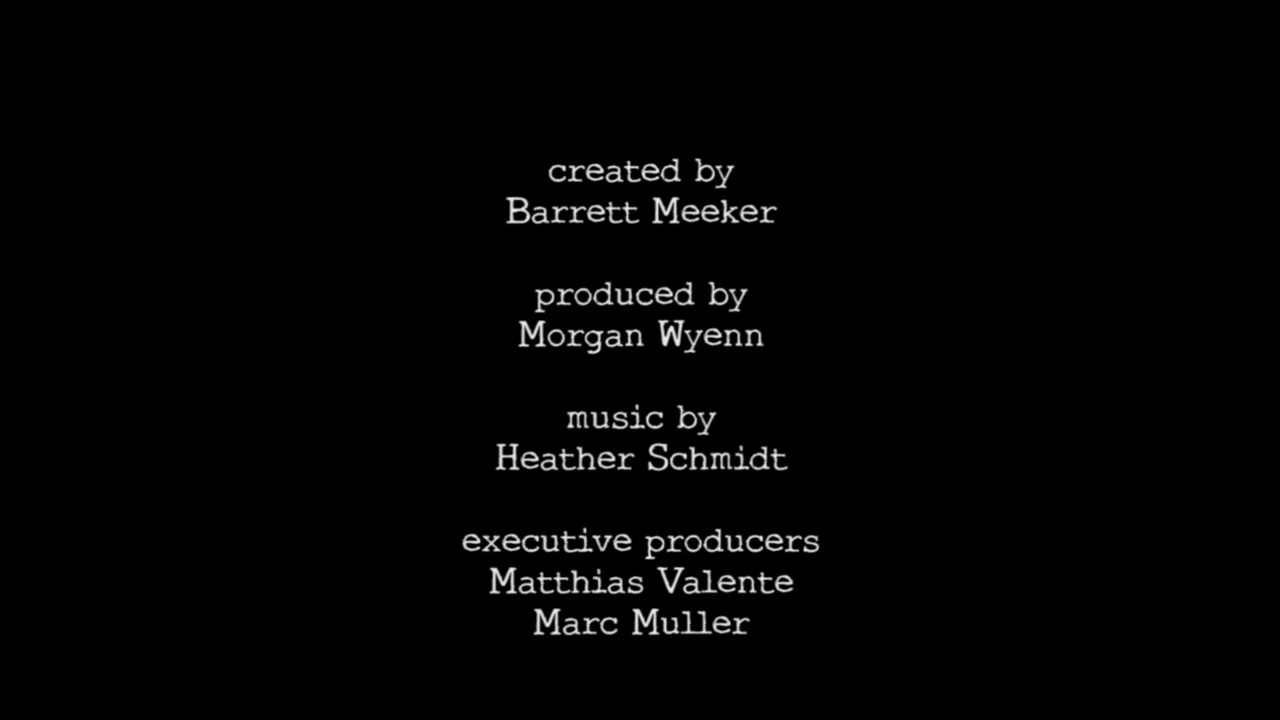 created by
Barrett Meeker
produced by
Morgan Wyenn
music by
Heather Schmidt
executive producers
Matthias Valente
Marc Muller